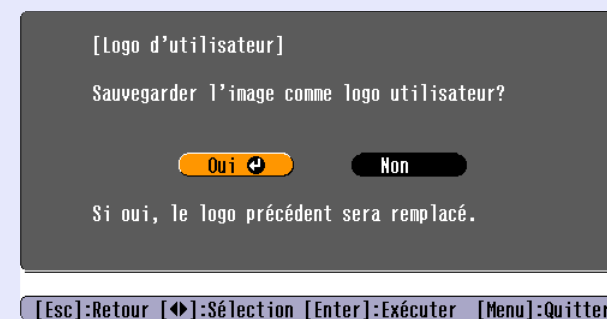 [Logo d'utilisateur]
Sauvegarder l'image comme logo utilisateur?
Oui Non
Si oui, le logo précédent sera remplacé.
[Esc]:Retour [◆]:Sélection [Enter]:Exécuter [Menu]:Quitter